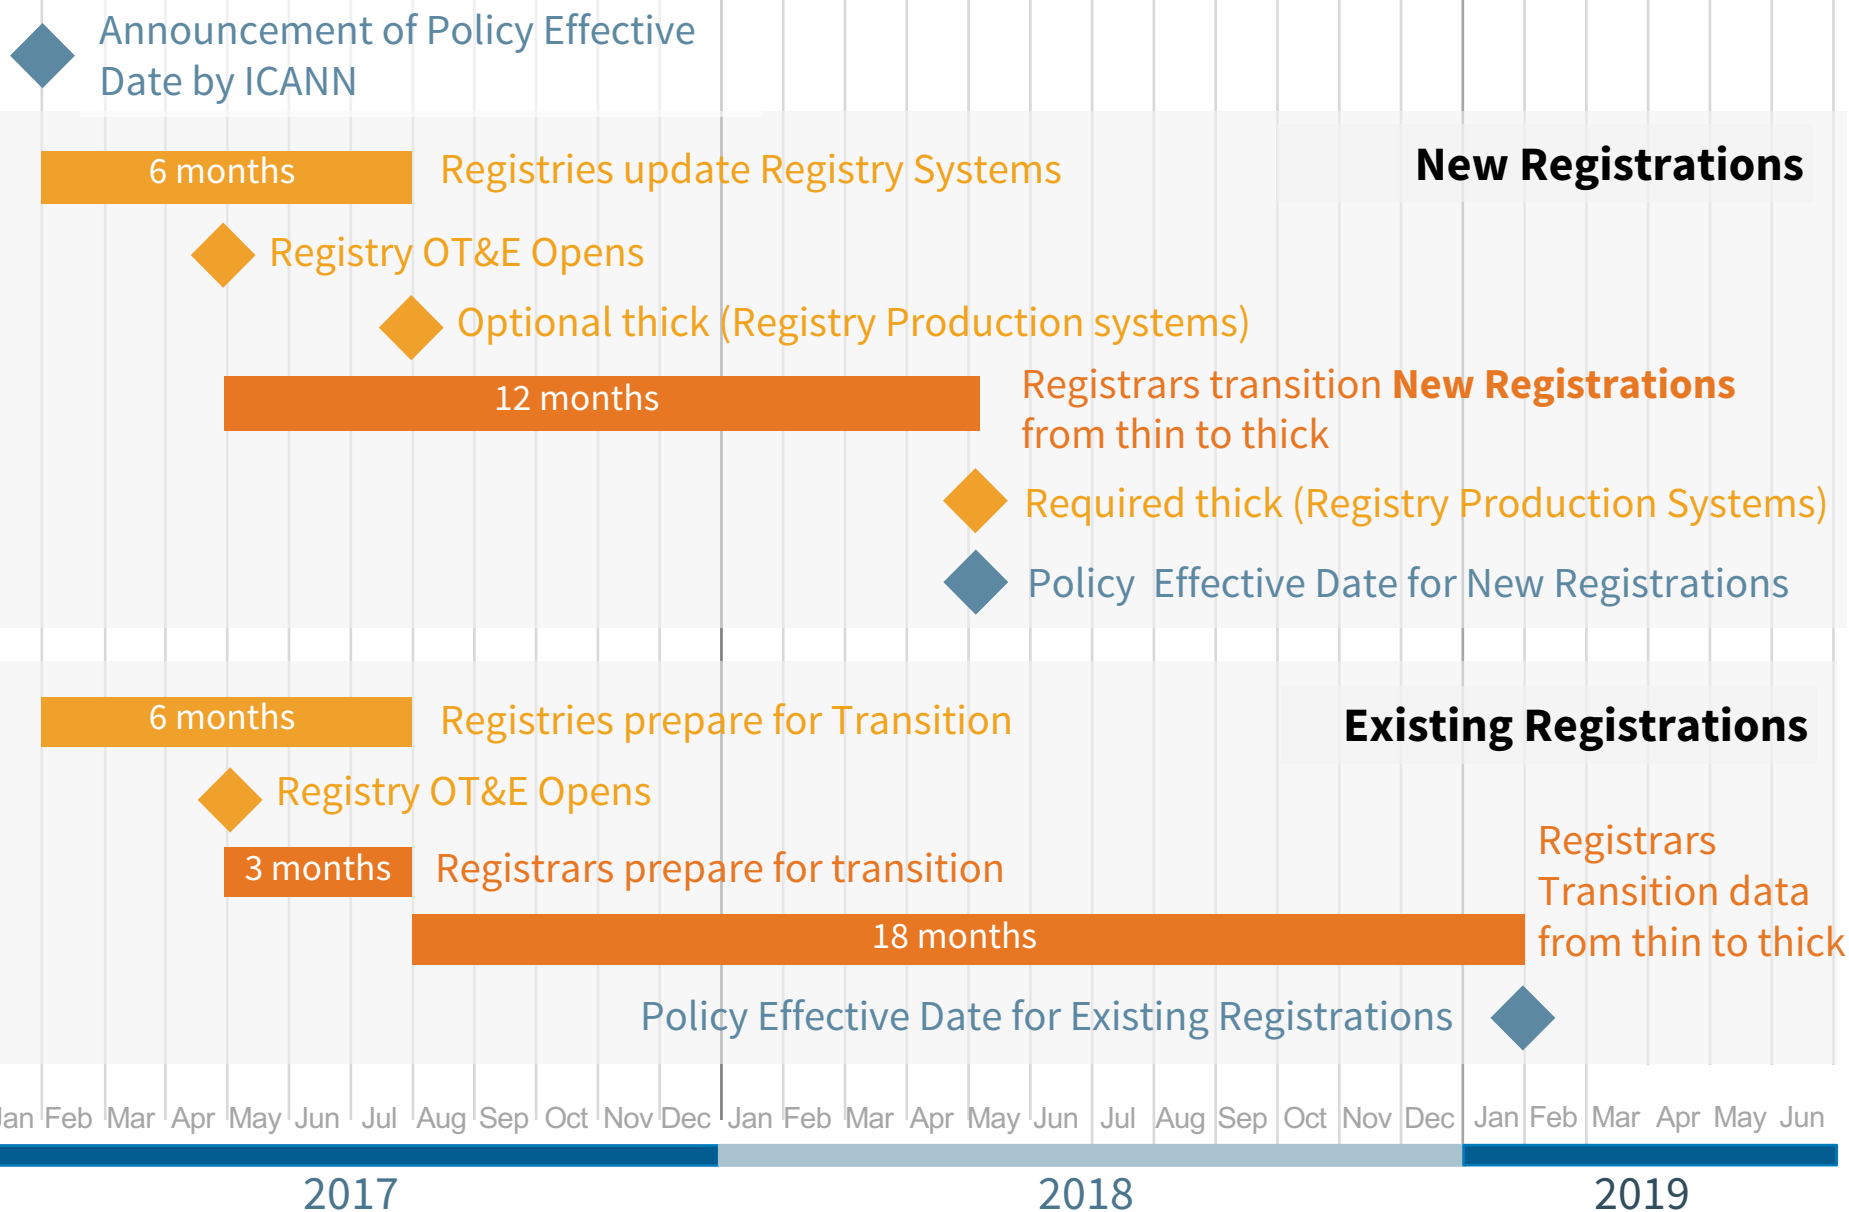 Announcement of Policy Effective
Date by ICANN
New Registrations
6 months
Registries update Registry Systems
Registry OT&E Opens
Optional thick (Registry Production systems)
12 months
Registrars transition New Registrations
from thin to thick
Required thick (Registry Production Systems)
Policy Effective Date for New Registrations
Existing Registrations
6 months
Registries prepare for Transition
Registry OT&E Opens
3 months
Registrars prepare for transition
18 months
Registrars
Transition data
from thin to thick
Policy Effective Date for Existing Registrations
Jan Feb Mar Apr May Jun Jul Aug Sep Oct Nov Dec Jan Feb Mar Apr May Jun Jul Aug Sep Oct Nov Dec Jan Feb Mar Apr May Jun
2017 2018 2019